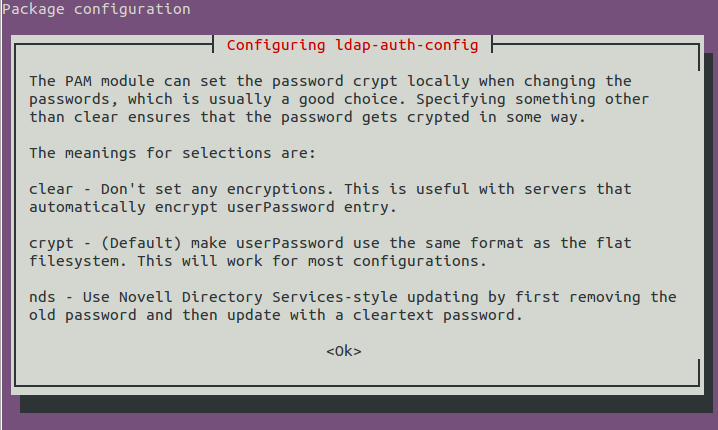 Package configuration
Configuring ldap-auth-config
The PAM module can set the password crypt locally when changing the
passwords, which is usually a good choice. Specifying something other
than clear ensures that the password gets crypted in some way.
The meanings for selections are:
clear - Don't set any encryptions. This is useful with servers that
automatically encrypt userPassword entry.
crypt - (Default) make userPassword use the same format as the flat
filesystem. This will work for most configurations.
nds - Use Novell Directory Services-style updating by first removing the
old password and then update with a cleartext password.
<Ok>